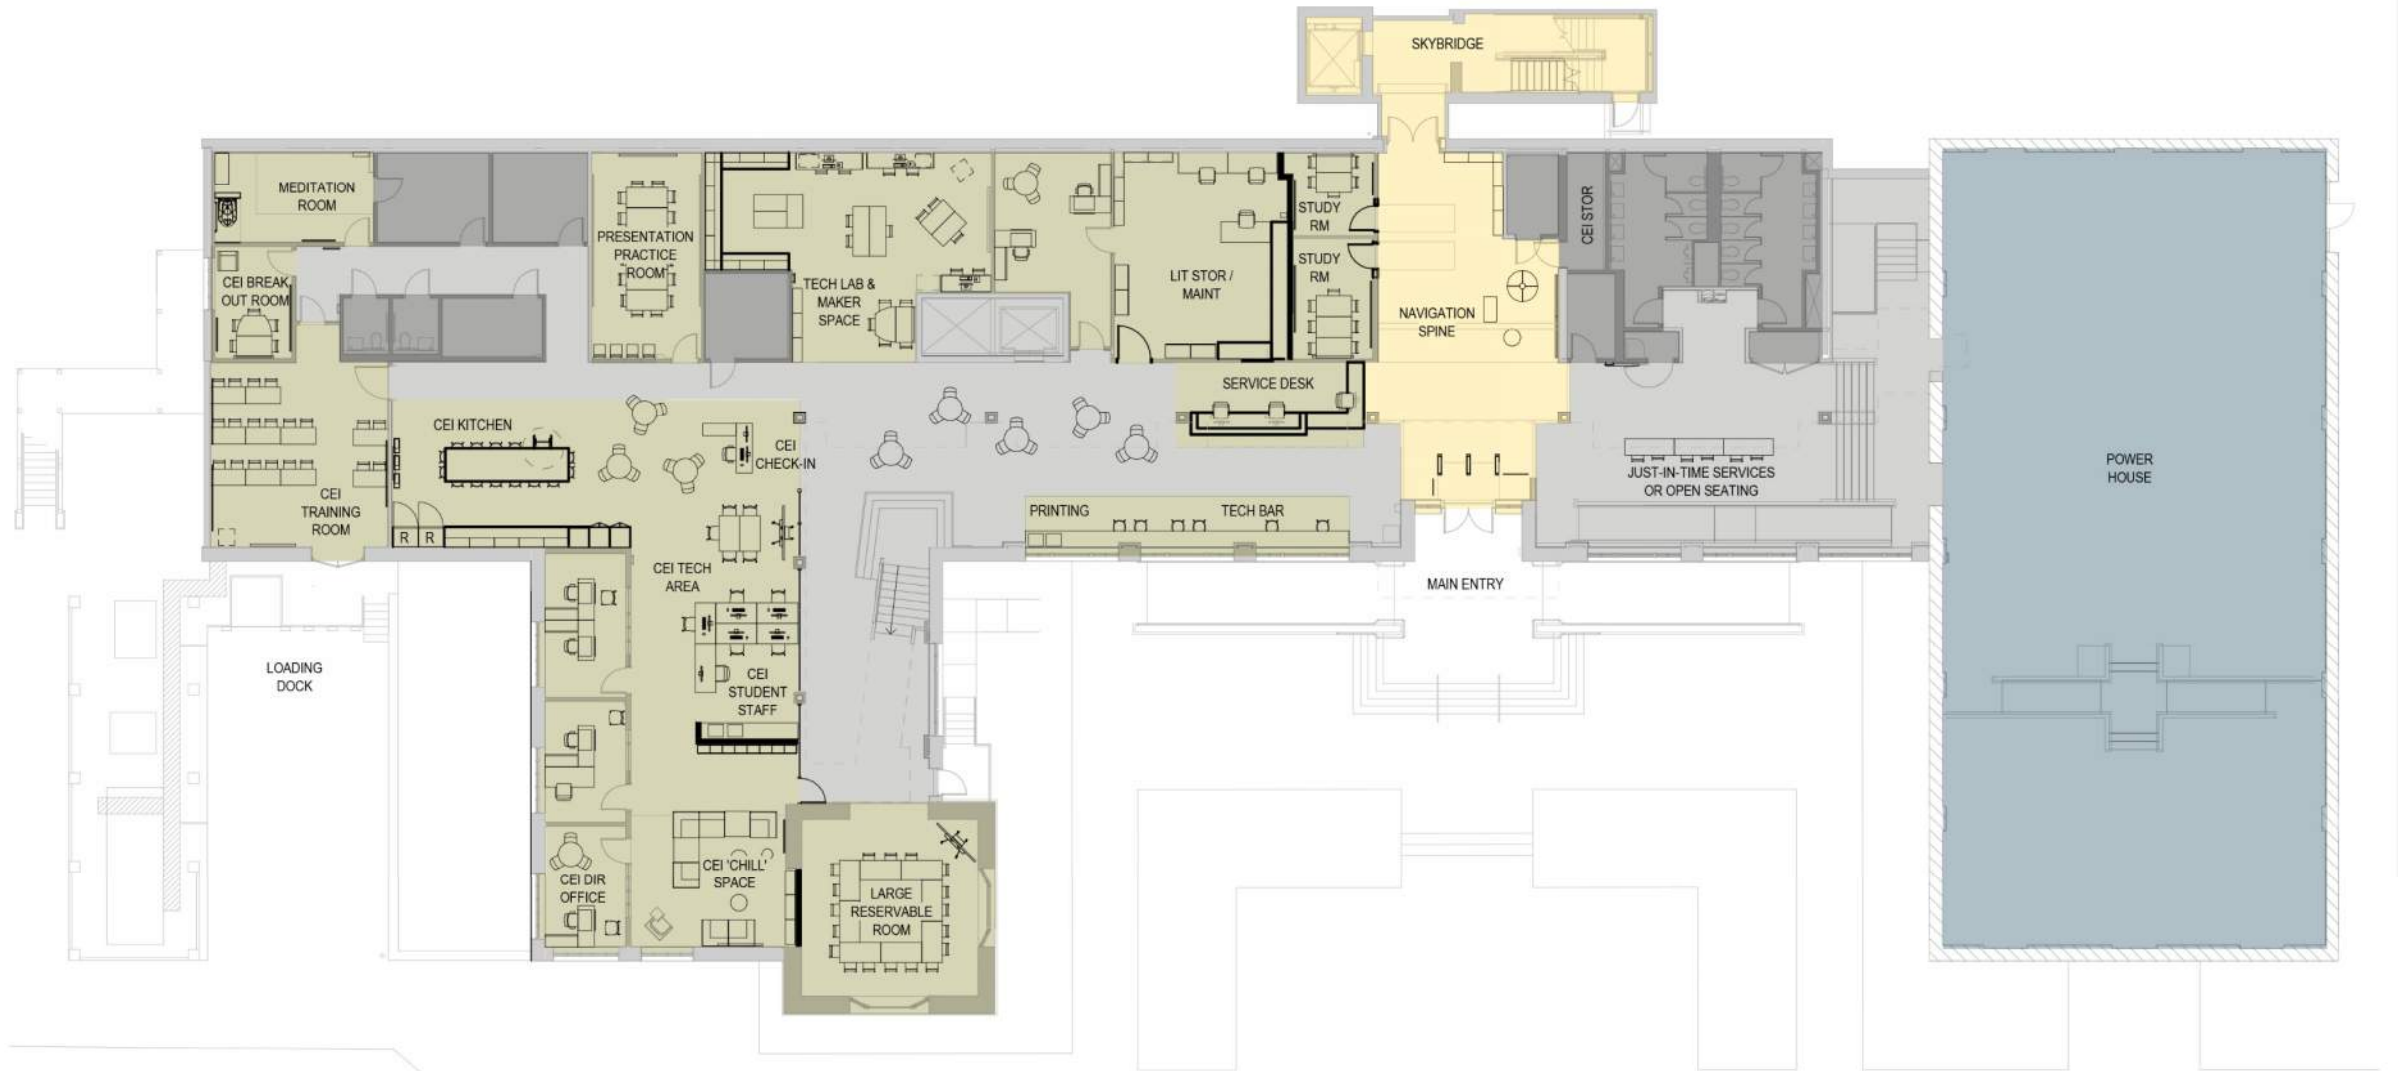 SKYBRIDGE
MEDITATION
ROOM
PRESENTATION
PRACTICE
ROOM
STUDY
RM
CEI STOR
CEI BREAK
OUT ROOM
TECH LAB &
MAKER
SPACE
LIT STOR /
MAINT
STUDY
RM
NAVIGATION
SPINE
SERVICE DESK
CEI KITCHEN
CEI
CHECK-IN
CEI
TRAINING
ROOM
R R
PRINTING
TECH BAR
JUST-IN-TIME SERVICES
OR OPEN SEATING
POWER
HOUSE
CEI TECH
AREA
MAIN ENTRY
LOADING
DOCK
CEI
STUDENT
STAFF
CEI DIR
OFFICE
CEI 'CHILL'
SPACE
LARGE
RESERVABLE
ROOM